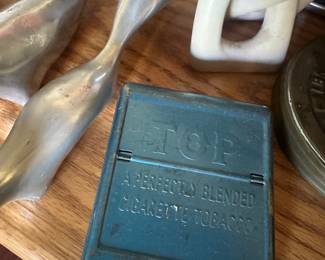 TOP
A PERFECTLY BLENDED
CIGARETTE TOBACCO